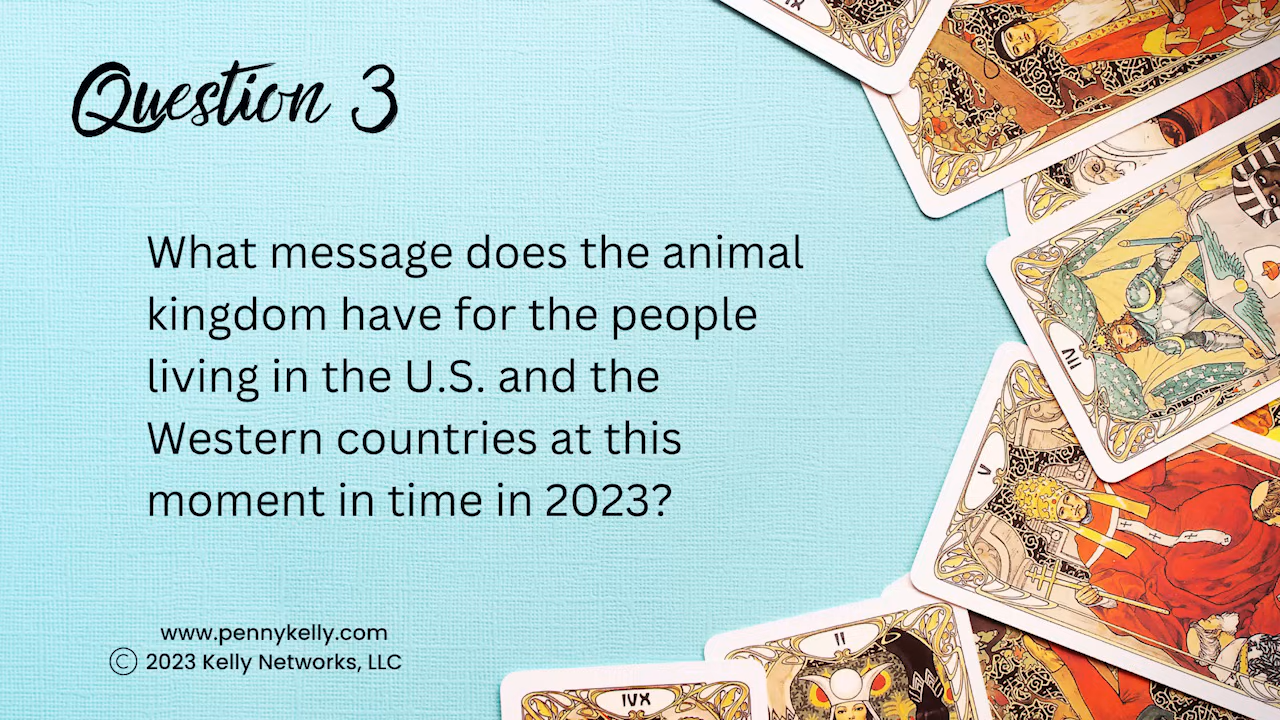 Question 3
What message does the animal
kingdom have for the people
living in the U.S. and the
Western countries at this
moment in time in 2023?
www.pennykelly.com
© 2023 Kelly Networks, LLC
VII
V
II
XVI